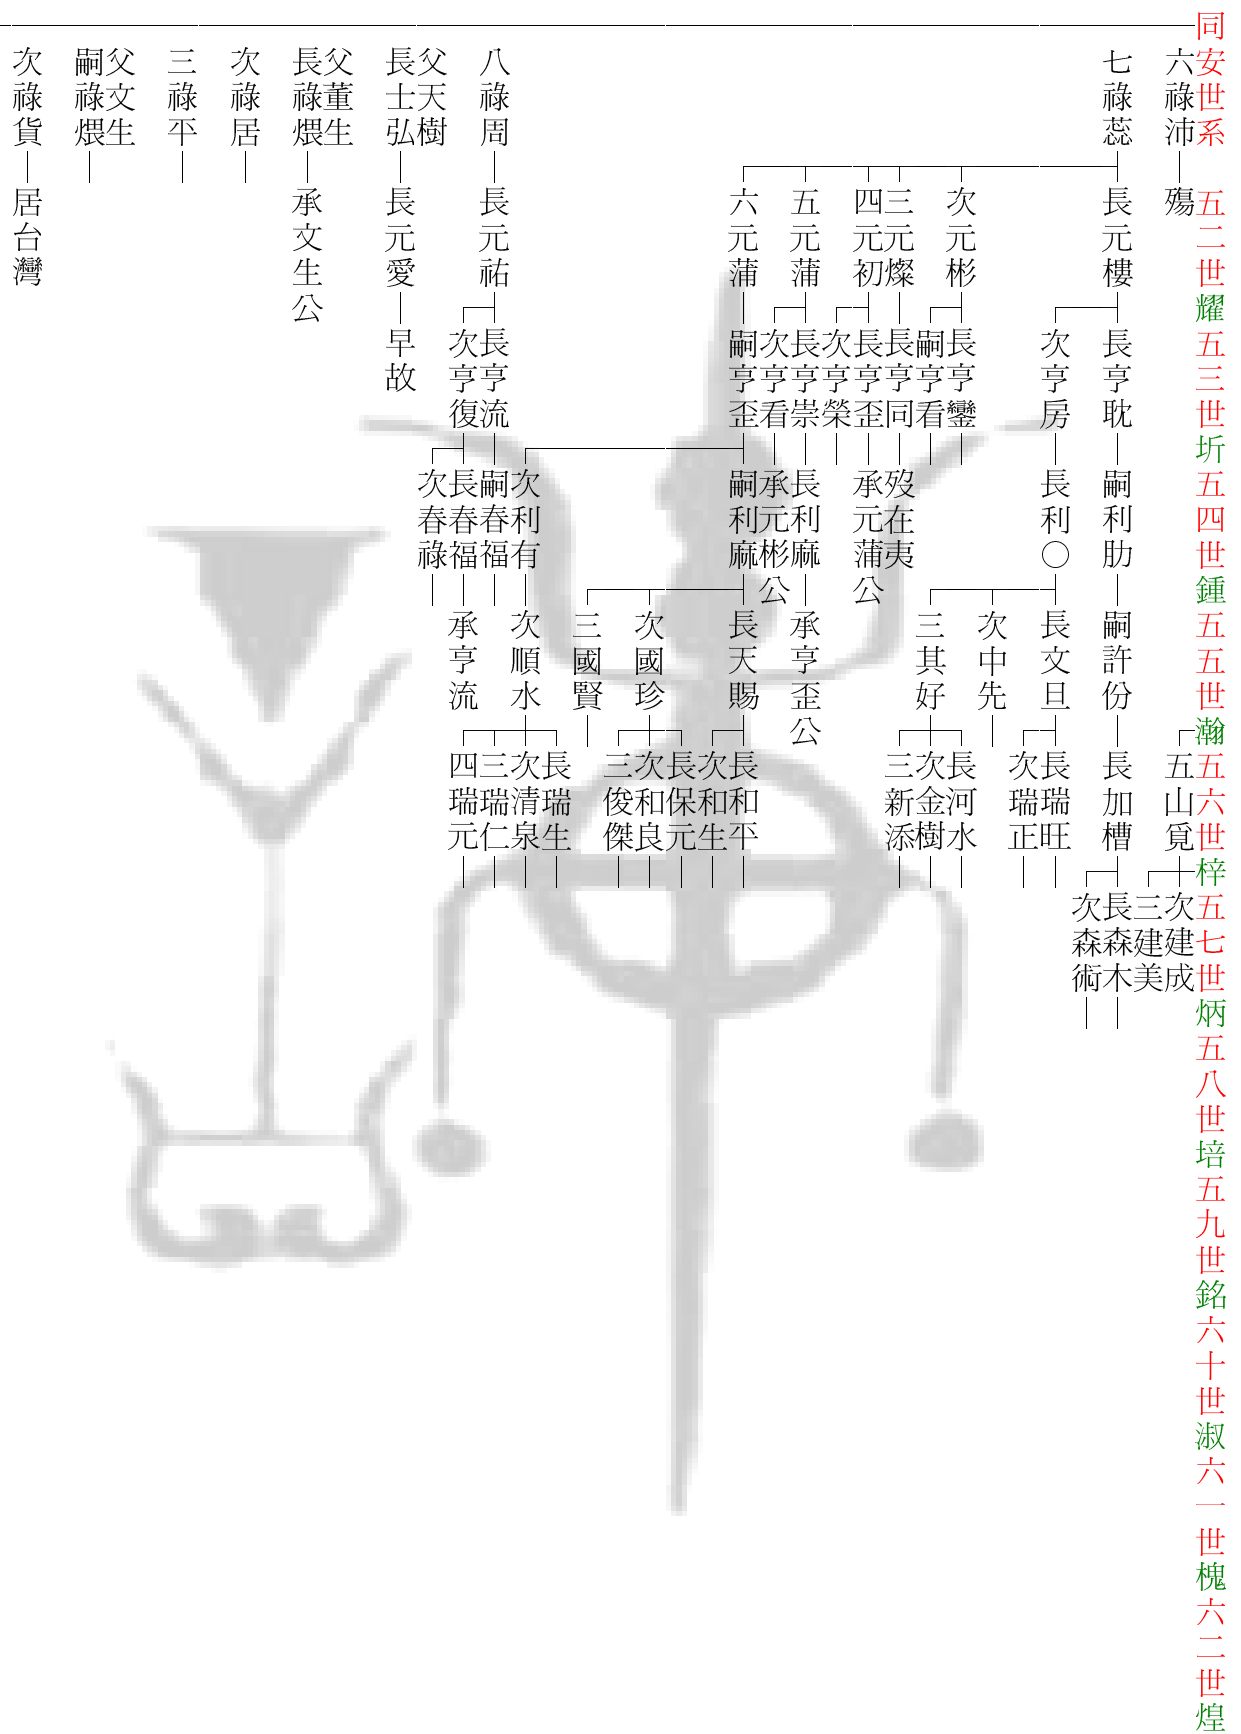 同安世系 五二世耀五三世圻五四世鍾五五世瀚五六世梓五七世炳五八世培五九世銘六十世淑六一世槐六二世煌
六祿沛 殤
五山覓
次建成
三建美
七祿蕊 長元樓 長亨耽 嗣利肋 嗣許份 長加槽 長森木
次森術
次亨房 長利〇 長文旦 長瑞旺
次瑞正
次中先
三其好 長河水
次金樹
三新添
次元彬 長亨鑾
嗣亨看
三元燦 長亨同 歿在夷
四元初 長亨歪 承元蒲公
次亨榮
五元蒲 長亨崇 長利麻 承亨歪公
次亨看 承元彬公
六元蒲 嗣亨歪 嗣利麻 長天賜 長和平
次和生
次國珍 長保元
次和良
三俊傑
三國賢
次利有 次順水 長瑞生
次清泉
三瑞仁
四瑞元
八祿周 長元祐 長亨流 嗣春福
次亨復 長春福 承亨流
次春祿
父天樹
長士弘 長元愛 早故
父董生
長祿煨 承文生公
次祿居
三祿平
父文生
嗣祿煨
次祿貨 居台灣